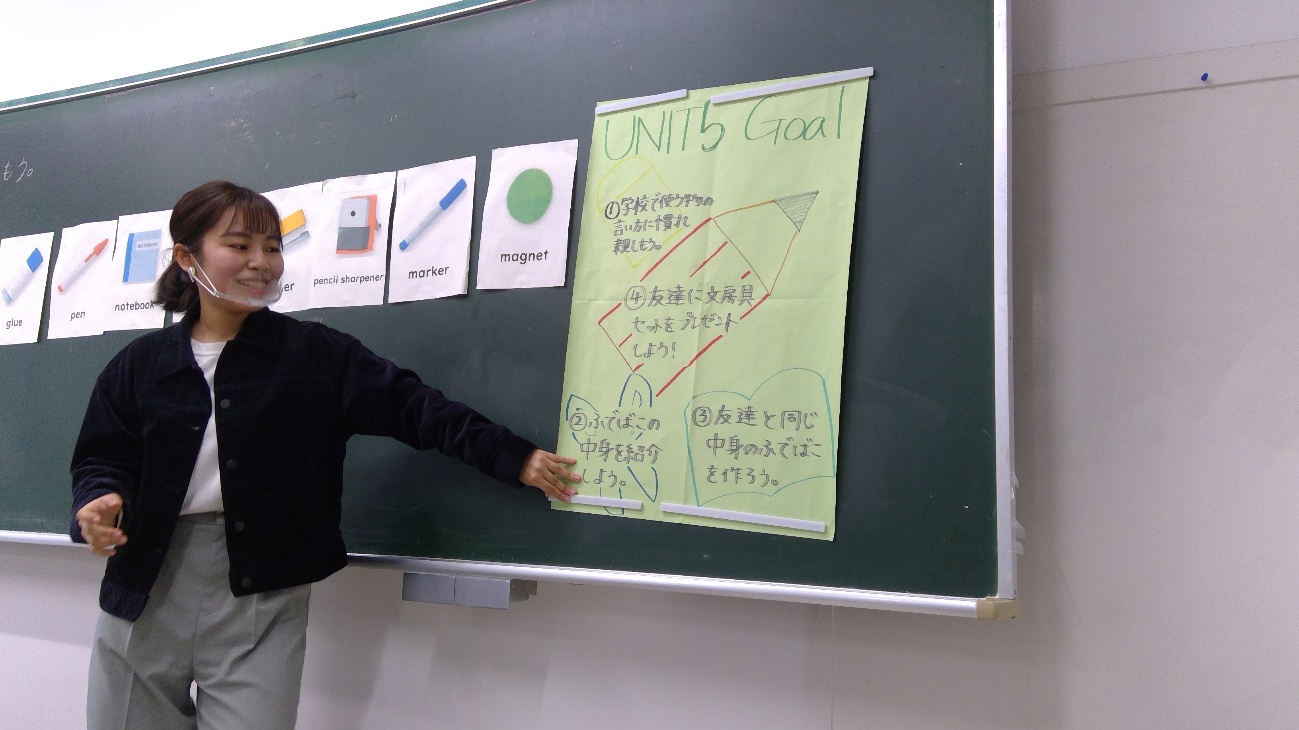 もう。
glue
pen
notebook
er
pencil sharpener
marker
magnet
UNIT5 Goal
①学校で使う物の
言い方に慣れ
親しもう。
④友達に文房具
セットをプレゼント
しよう!
②ふでばこの
中身を紹介
しよう。
③友達と同じ
中身のふでばこ
を作ろう。